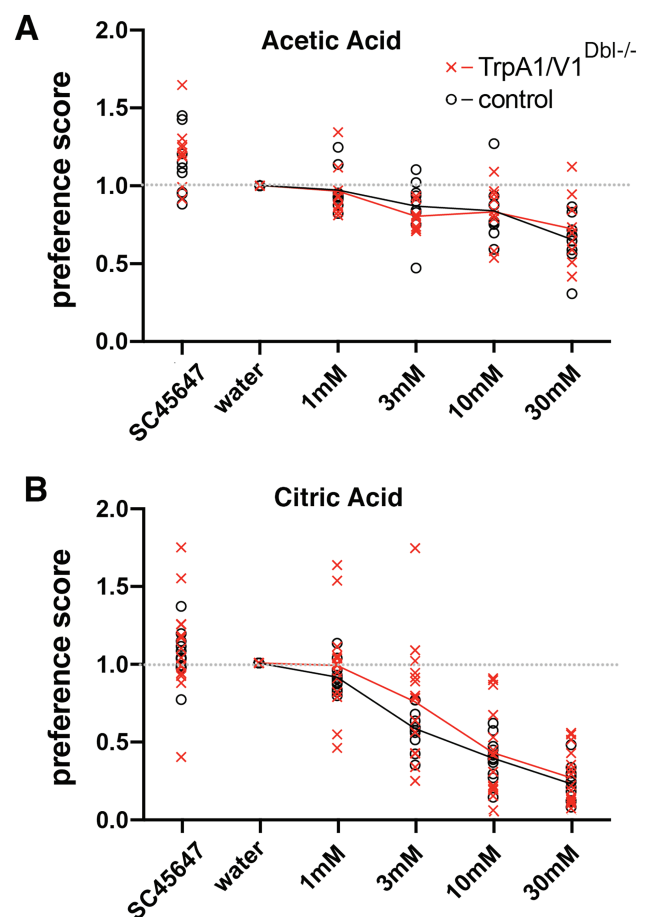 A
Acetic Acid
TrpA1/V1Dbl-/-
control
preference score
2.0
1.5
1.0
0.5
0.0
SC45647
water
1mM
3mM
10mM
30mM
B
Citric Acid
preference score
2.0
1.5
1.0
0.5
0.0
SC45647
water
1mM
3mM
10mM
30mM